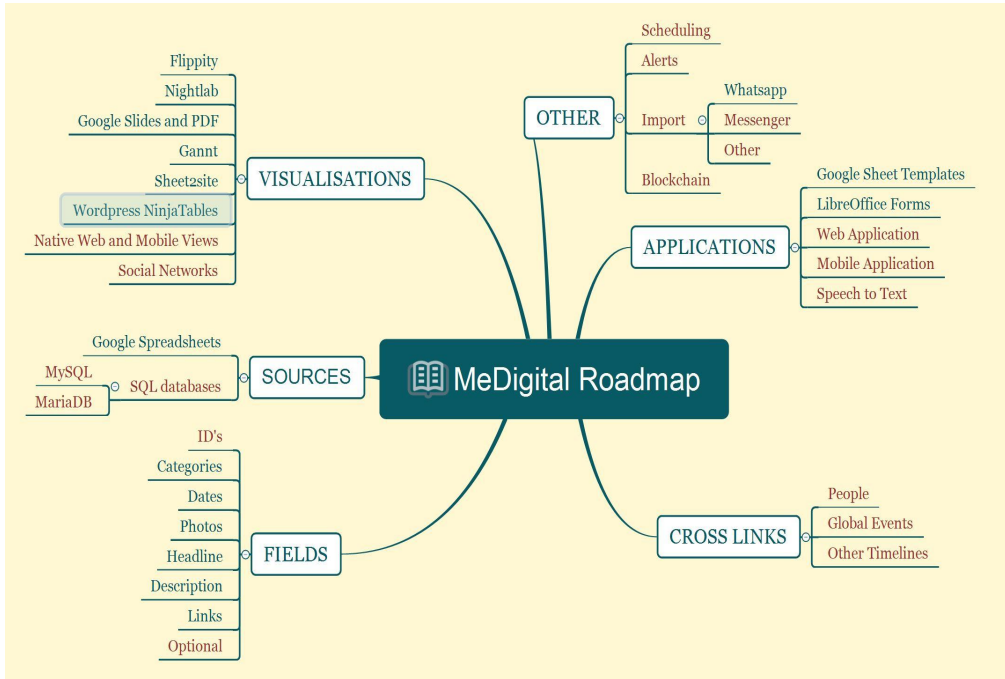 MeDigital Roadmap
VISUALISATIONS
Flippity
Nightlab
Google Slides and PDF
Gannt
Sheet2site
Wordpress NinjaTables
Native Web and Mobile Views
Social Networks
SOURCES
Google Spreadsheets
SQL databases
MySQL
MariaDB
FIELDS
ID's
Categories
Dates
Photos
Headline
Description
Links
Optional
OTHER
Scheduling
Alerts
Import
Whatsapp
Messenger
Other
Blockchain
APPLICATIONS
Google Sheet Templates
LibreOffice Forms
Web Application
Mobile Application
Speech to Text
CROSS LINKS
People
Global Events
Other Timelines